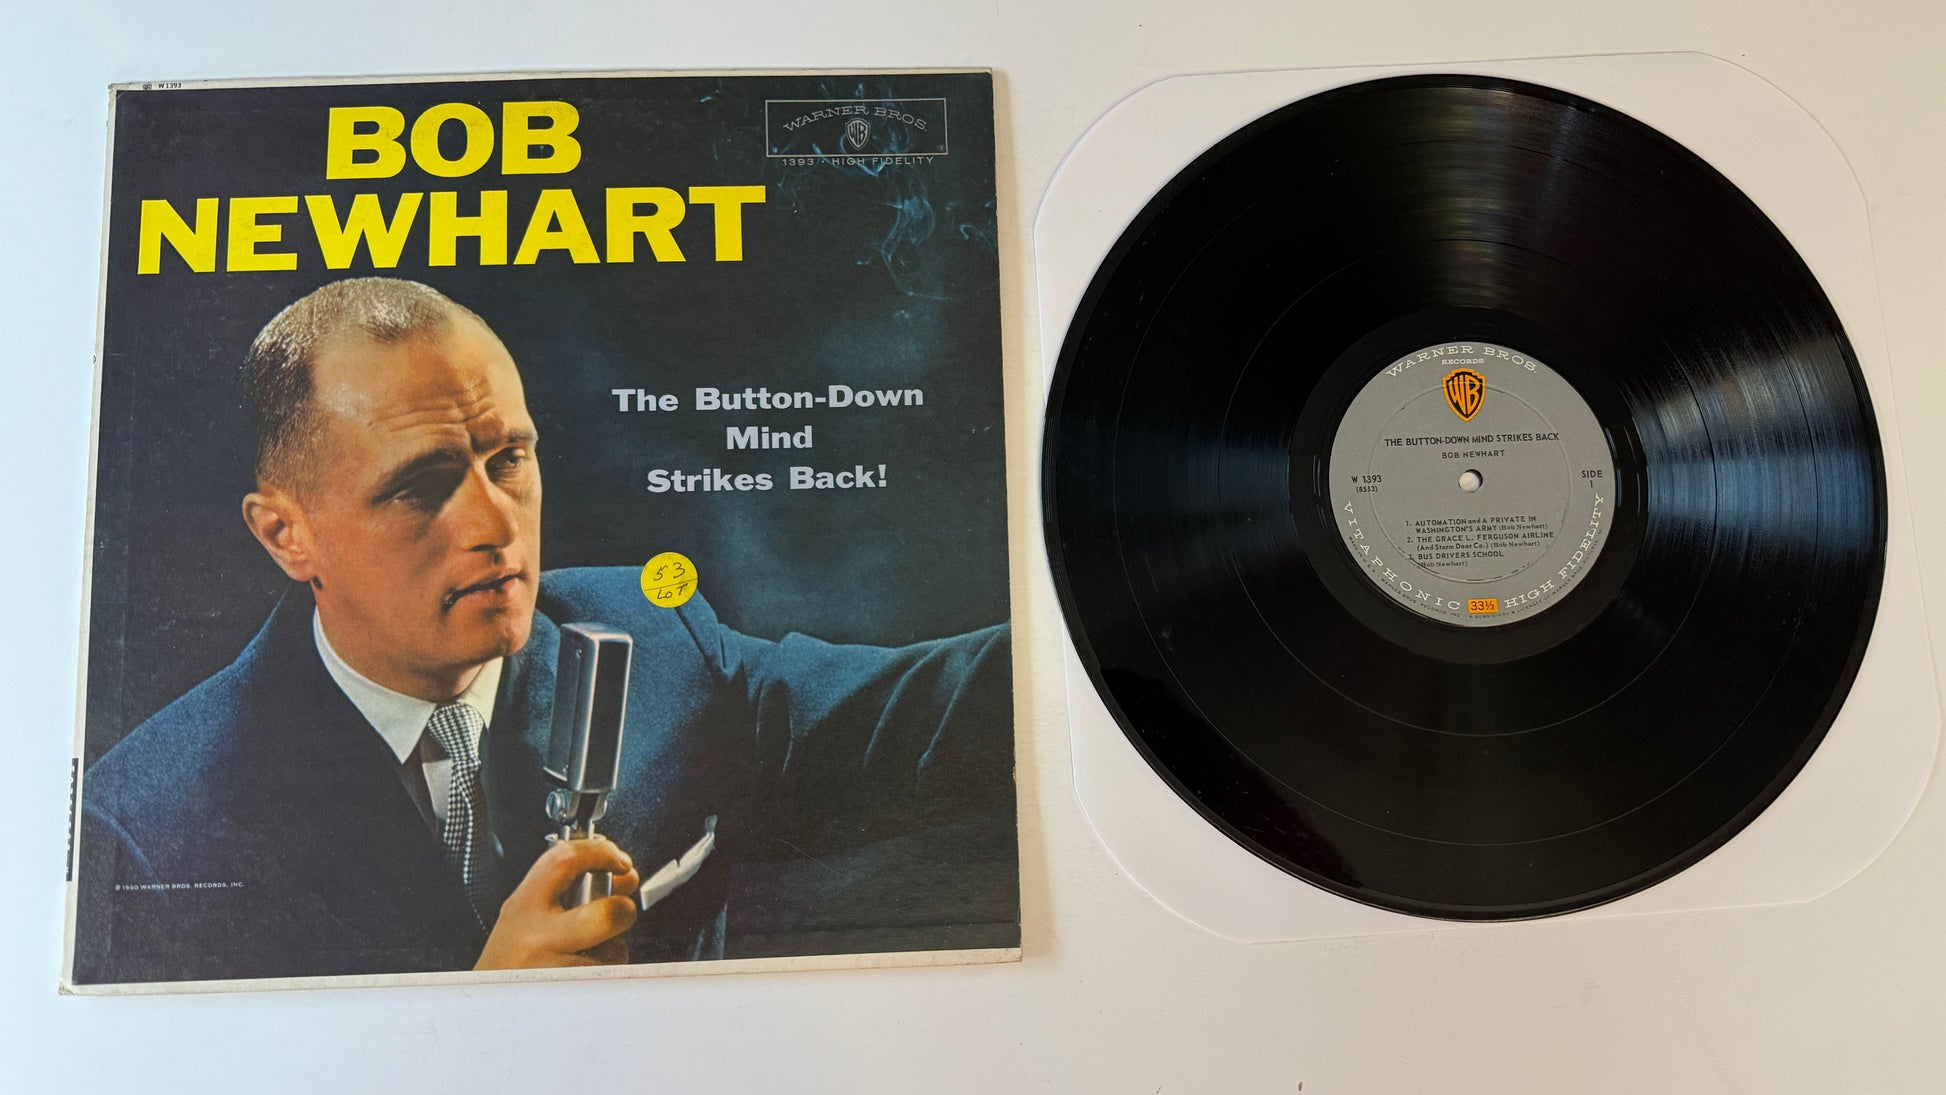 W 1393
BOB
NEWHART
WARNER BROS.
WB
1393 · HIGH FIDELITY
The Button-Down
Mind
Strikes Back!
53
LOT
© 1960 WARNER BROS. RECORDS, INC.
WARNER BROS.
RECORDS
WB
THE BUTTON-DOWN MIND STRIKES BACK
BOB NEWHART
W 1393
(8553)
SIDE
1
1. AUTOMATION and A PRIVATE IN
WASHINGTON'S ARMY (Bob Newhart)
2. THE GRACE L. FERGUSON AIRLINE
(And Storm Door Co.) (Bob Newhart)
3. BUS DRIVERS SCHOOL
(Bob Newhart)
VITAPHONIC 33⅓ HIGH FIDELITY